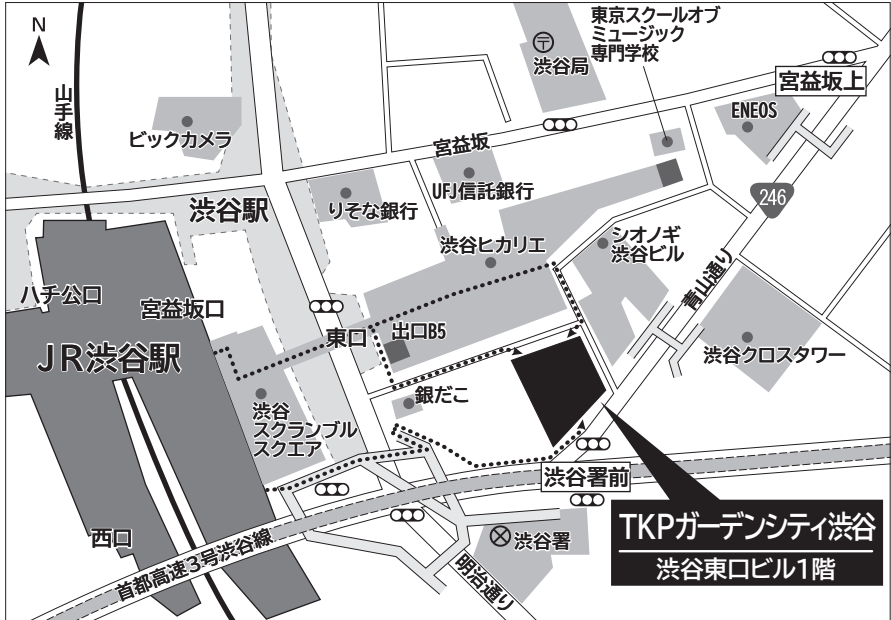 N
山手線
ビックカメラ
渋谷局
東京スクールオブ
ミュージック
専門学校
宮益坂上
ENEOS
宮益坂
UFJ信託銀行
りそな銀行
渋谷駅
246
渋谷ヒカリエ
シオノギ
渋谷ビル
青山通り
ハチ公口
宮益坂口
JR渋谷駅
東口
出口B5
渋谷クロスタワー
銀だこ
渋谷
スクランブル
スクエア
渋谷署前
TKPガーデンシティ渋谷
渋谷東口ビル1階
西口
首都高速3号渋谷線
渋谷署
明治通り